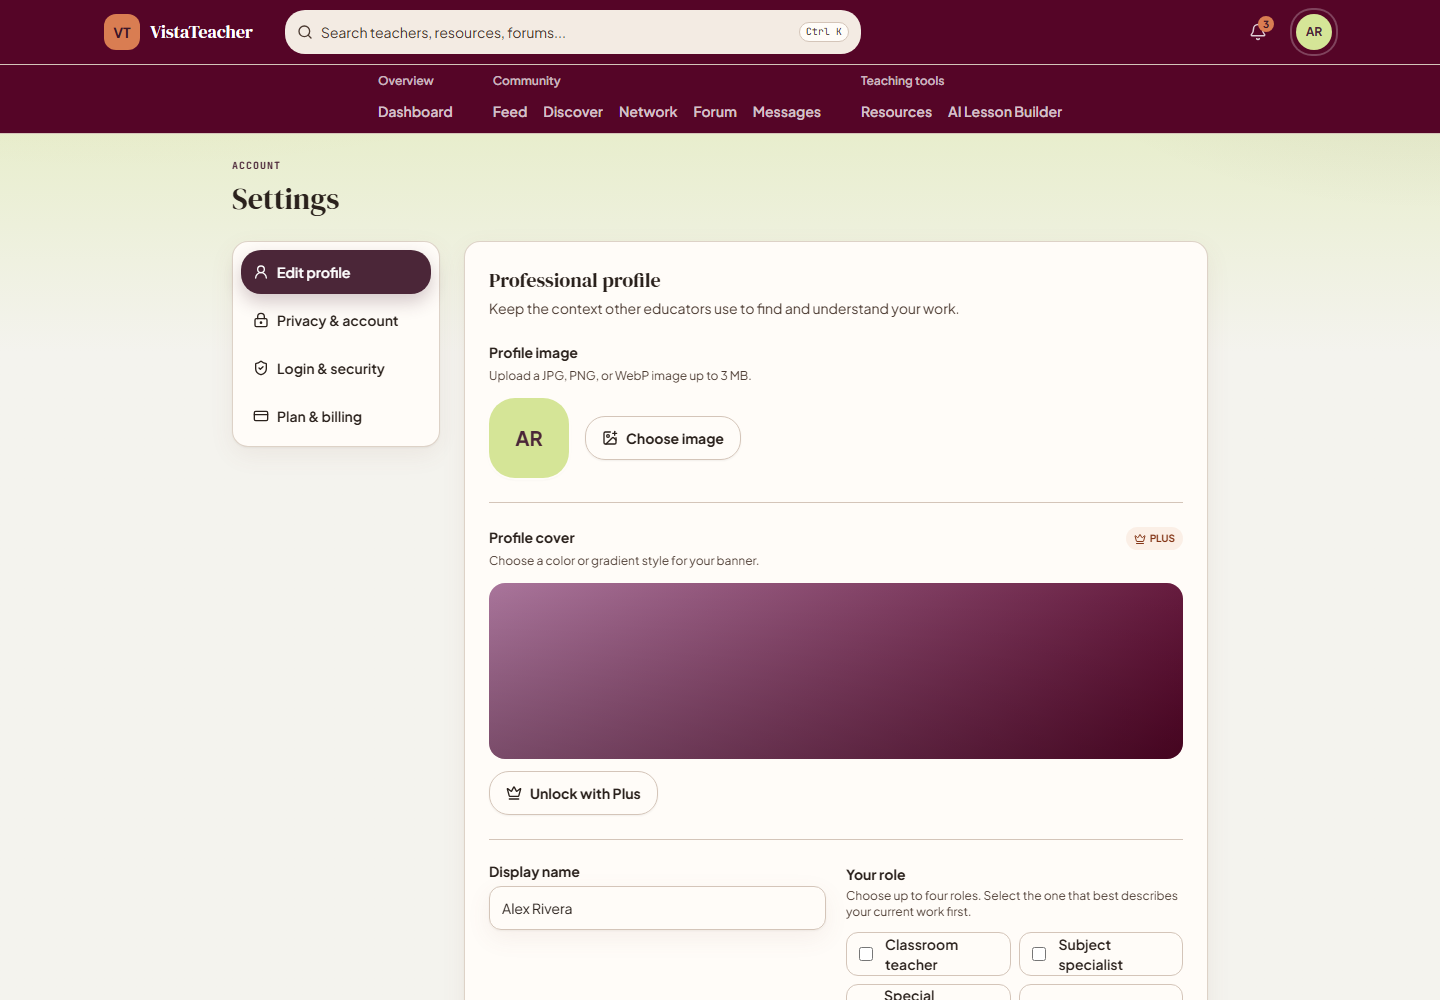 VT
VistaTeacher
Search teachers, resources, forums...
Ctrl K
3
AR
Overview
Community
Teaching tools
Dashboard
Feed
Discover
Network
Forum
Messages
Resources
AI Lesson Builder
ACCOUNT
Settings
Edit profile
Privacy & account
Login & security
Plan & billing
Professional profile
Keep the context other educators use to find and understand your work.
Profile image
Upload a JPG, PNG, or WebP image up to 3 MB.
AR
Choose image
Profile cover
PLUS
Choose a color or gradient style for your banner.
Unlock with Plus
Display name
Alex Rivera
Your role
Choose up to four roles. Select the one that best describes
your current work first.
Classroom
teacher
Subject
specialist
Special